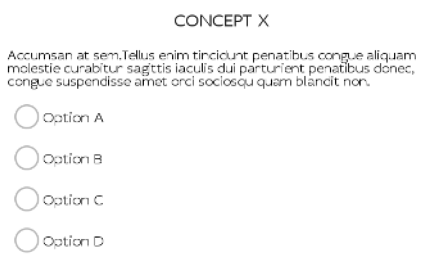 CONCEPT X
Accumsan at sem.Tellus enim tincidunt penatibus congue aliquam
molestie curabitur sagittis iaculis dui parturient penatibus donec,
congue suspendisse amet orci sociosqu quam blandit non.
Option A
Option B
Option C
Option D